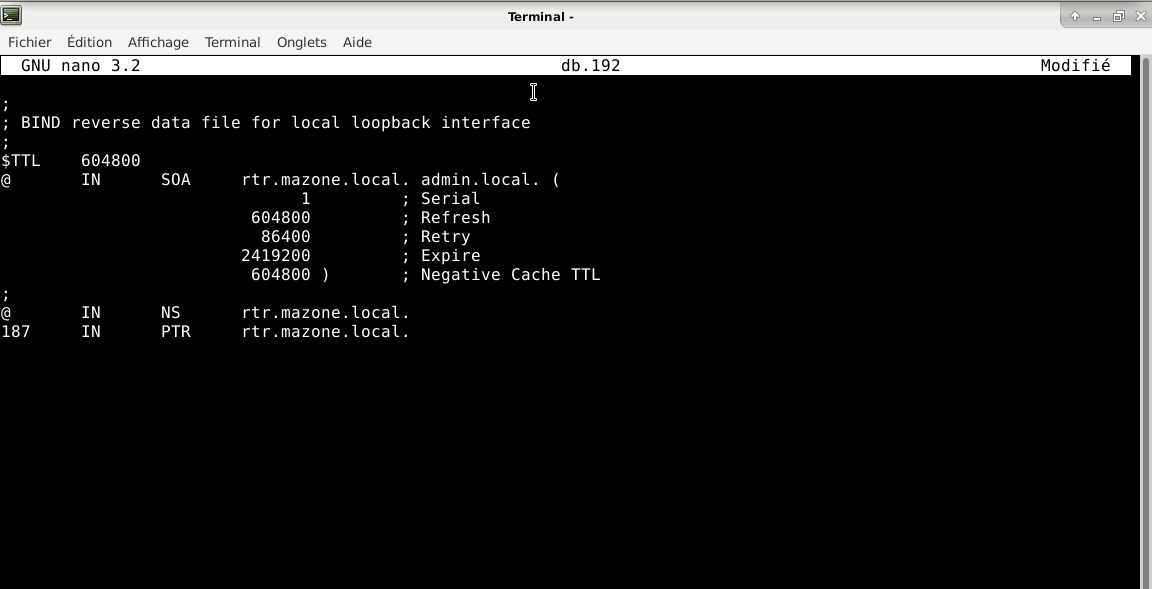 Terminal -
Fichier Édition Affichage Terminal Onglets Aide
GNU nano 3.2 db.192 Modifié
;
; BIND reverse data file for local loopback interface
;
$TTL 604800
@ IN SOA rtr.mazone.local. admin.local. (
1 ; Serial
604800 ; Refresh
86400 ; Retry
2419200 ; Expire
604800 ) ; Negative Cache TTL
;
@ IN NS rtr.mazone.local.
187 IN PTR rtr.mazone.local.